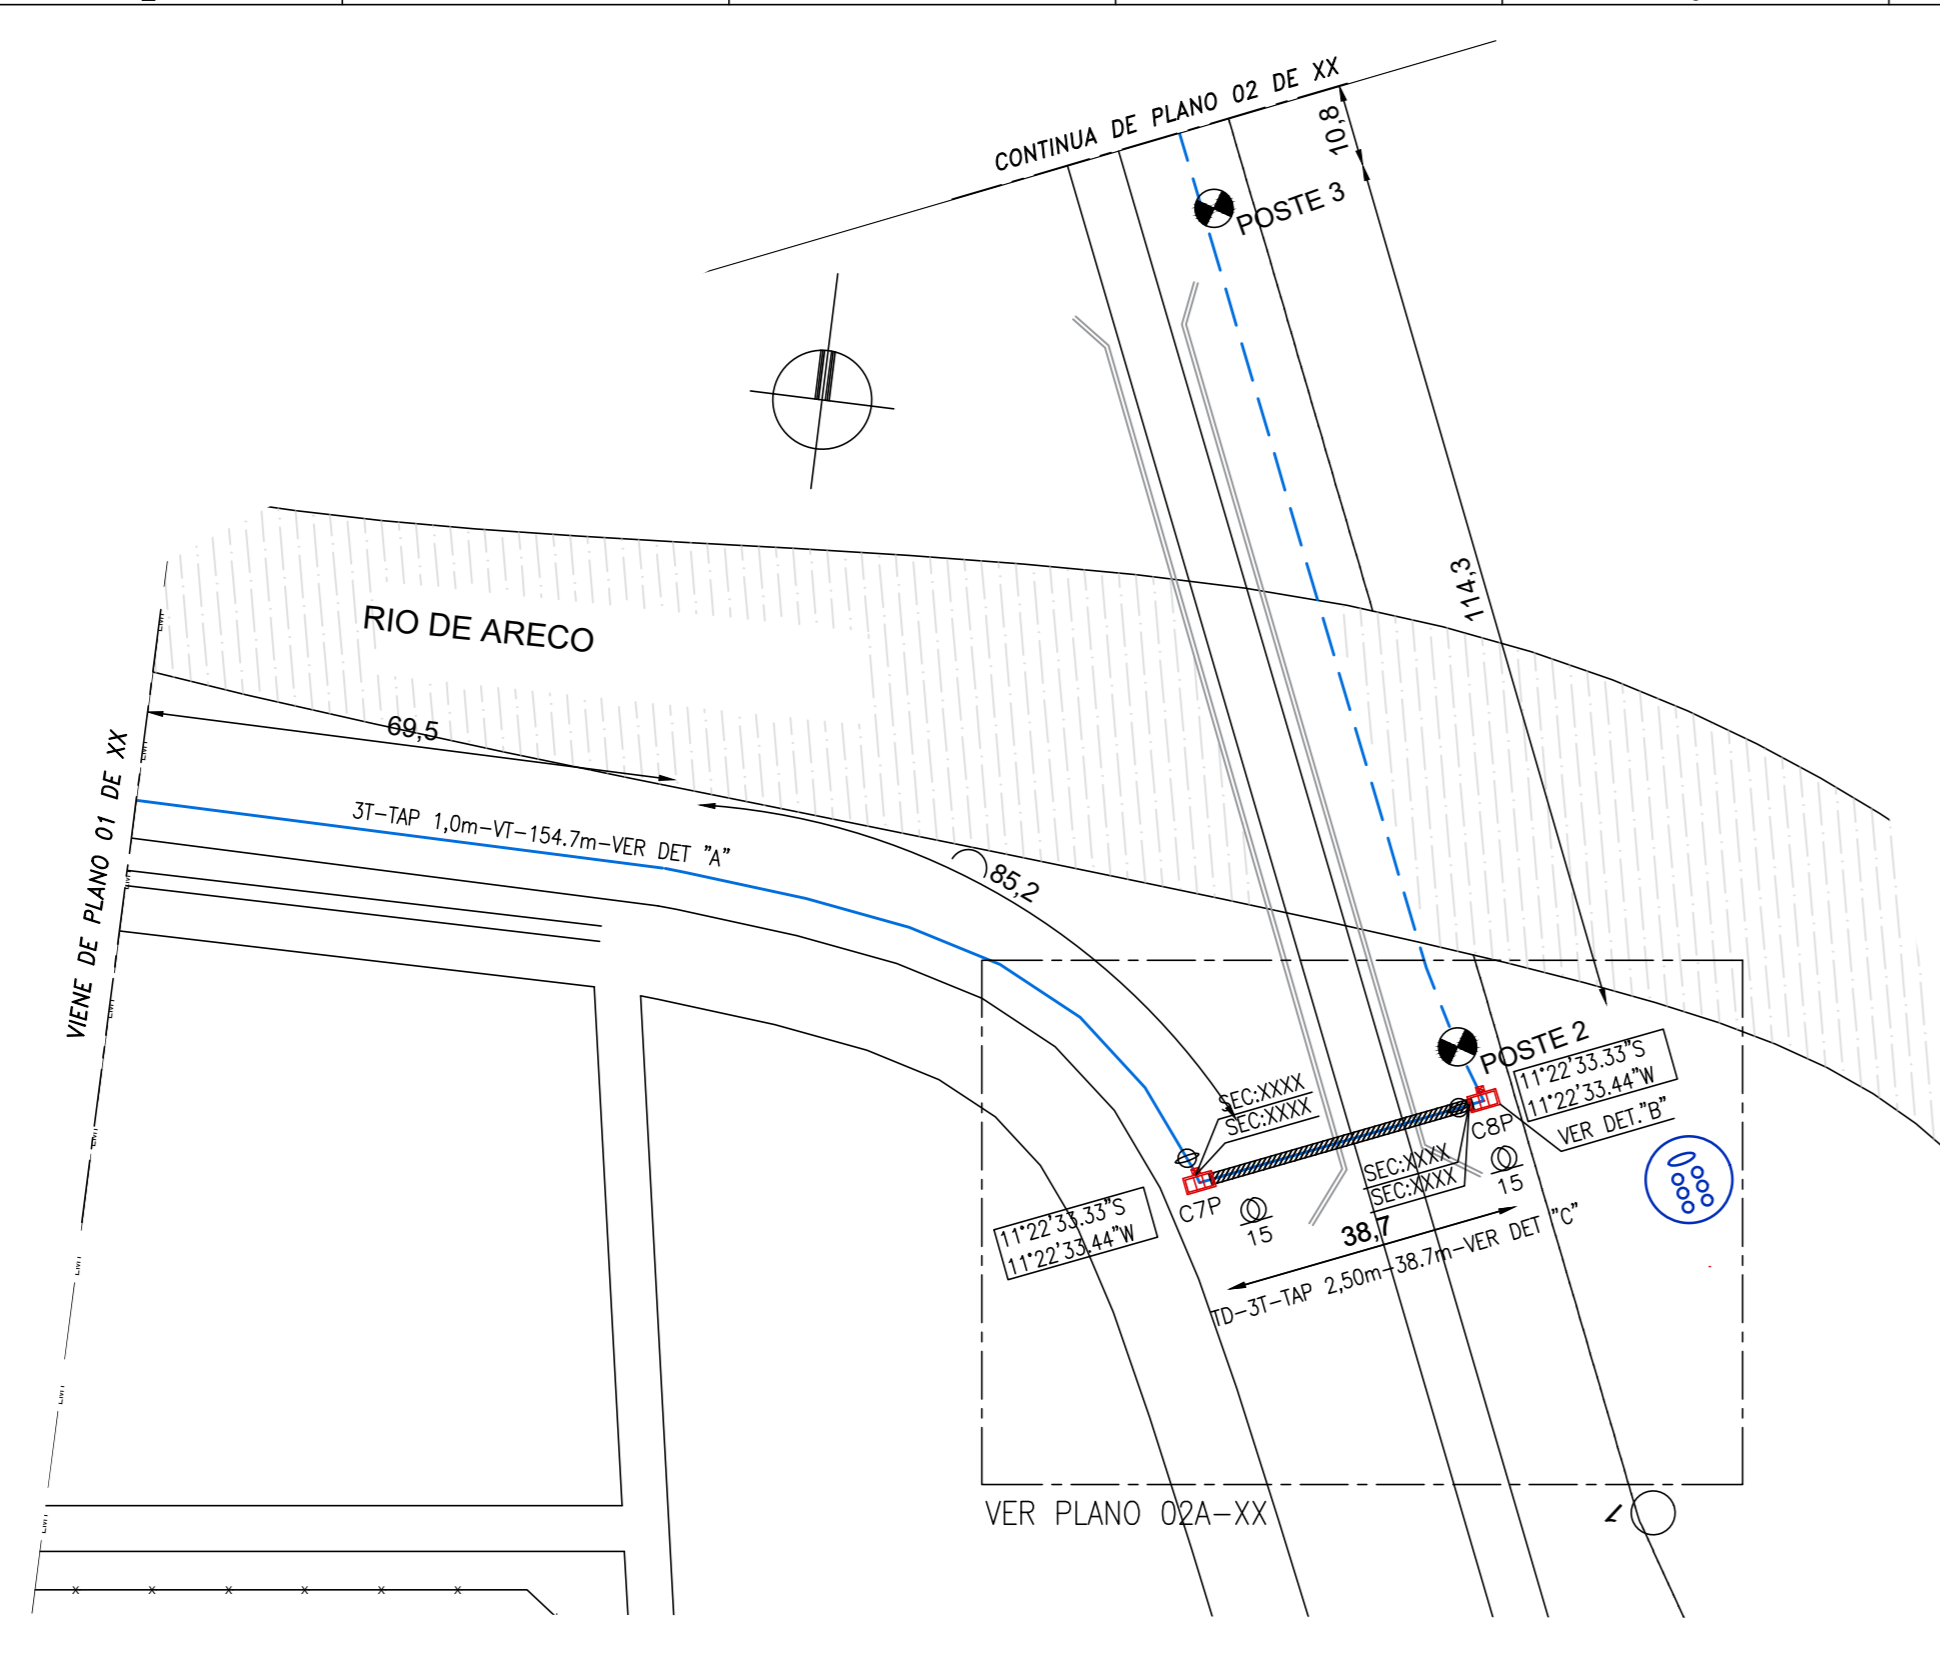 CONTINUA DE PLANO 02 DE XX
10,8
POSTE 3
114,3
RIO DE ARECO
69,5
VIENE DE PLANO 01 DE XX
3T-TAP 1,0m-VT-154.7m-VER DET "A"
85,2
POSTE 2
11°22'33.33"S
11°22'33.44"W
VER DET."B"
SEC:XXXX
SEC:XXXX
C8P
15
SEC:XXXX
SEC:XXXX
C7P
15
11°22'33.33"S
11°22'33.44"W
38,7
TD-3T-TAP 2,50m-38.7m-VER DET "C"
VER PLANO 02A-XX
x x x x x x